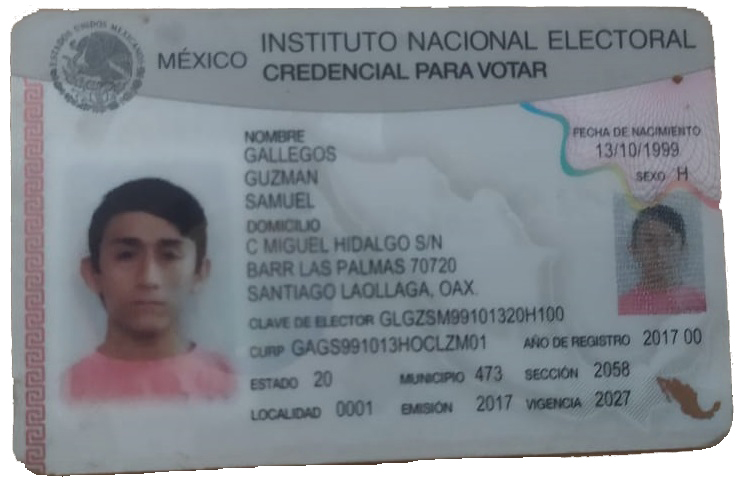 ESTADOS UNIDOS MEXICANOS
MÉXICO INSTITUTO NACIONAL ELECTORAL
CREDENCIAL PARA VOTAR
NOMBRE
GALLEGOS
GUZMAN
SAMUEL
FECHA DE NACIMIENTO
13/10/1999
SEXO H
DOMICILIO
C MIGUEL HIDALGO S/N
BARR LAS PALMAS 70720
SANTIAGO LAOLLAGA, OAX.
CLAVE DE ELECTOR GLGZSM99101320H100
CURP GAGS991013HOCLZM01 AÑO DE REGISTRO 2017 00
ESTADO 20 MUNICIPIO 473 SECCIÓN 2058
LOCALIDAD 0001 EMISIÓN 2017 VIGENCIA 2027